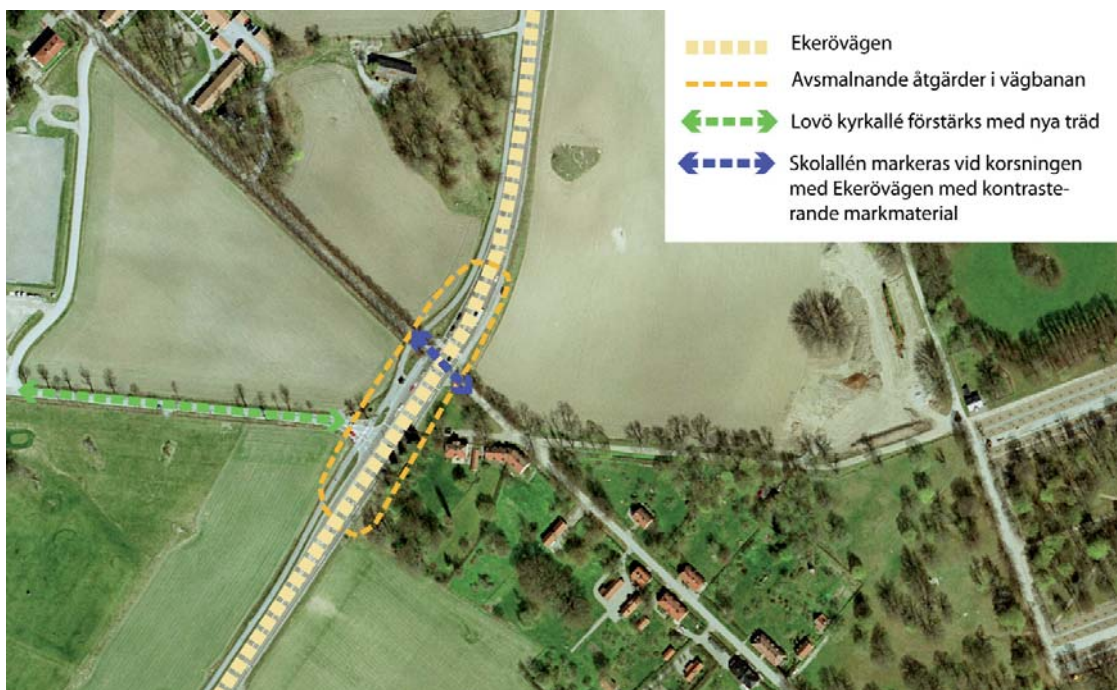 Ekerövägen
Avsmalnande åtgärder i vägbanan
Lovö kyrkallé förstärks med nya träd
Skolallén markeras vid korsningen
med Ekerövägen med kontraste-
rande markmaterial